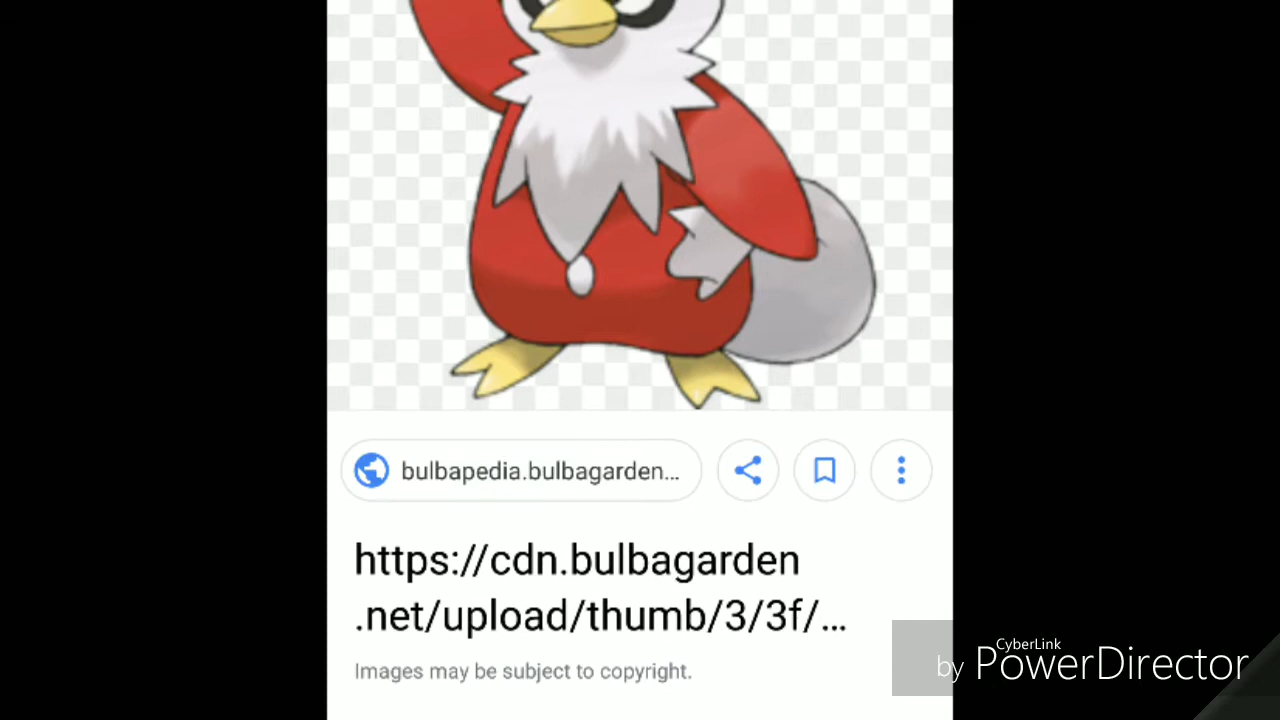 bulbapedia.bulbagarden...
https://cdn.bulbagarden
.net/upload/thumb/3/3f/...
Images may be subject to copyright.
CyberLink
by PowerDirector